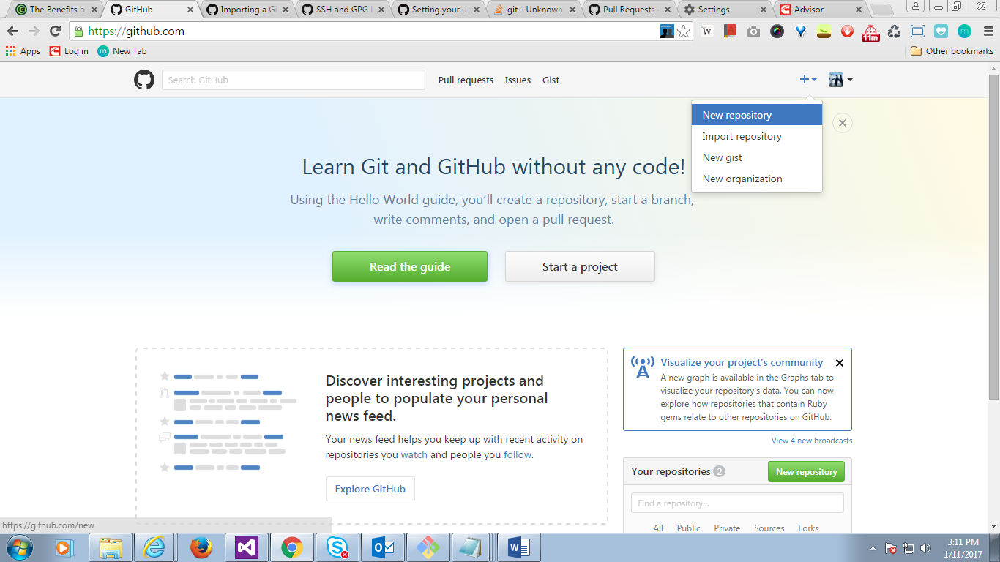 The Benefits o
GitHub
Importing a Gi
SSH and GPG k
Setting your u
git - Unknown
Pull Requests -
Settings
Advisor
https://github.com
W
11m
m
Apps
Log in
m
New Tab
Other bookmarks
Search GitHub
Pull requests
Issues
Gist
New repository
Import repository
New gist
New organization
Learn Git and GitHub without any code!
Using the Hello World guide, you’ll create a repository, start a branch,
write comments, and open a pull request.
Read the guide
Start a project
Discover interesting projects and
people to populate your personal
news feed.
Your news feed helps you keep up with recent activity on
repositories you watch and people you follow.
Explore GitHub
Visualize your project's community
A new graph is available in the Graphs tab to
visualize your repository's data. You can now
explore how repositories that contain Ruby
gems relate to other repositories on GitHub.
View 4 new broadcasts
Your repositories 2
New repository
Find a repository...
All Public Private Sources Forks
https://github.com/new
3:11 PM
1/11/2017